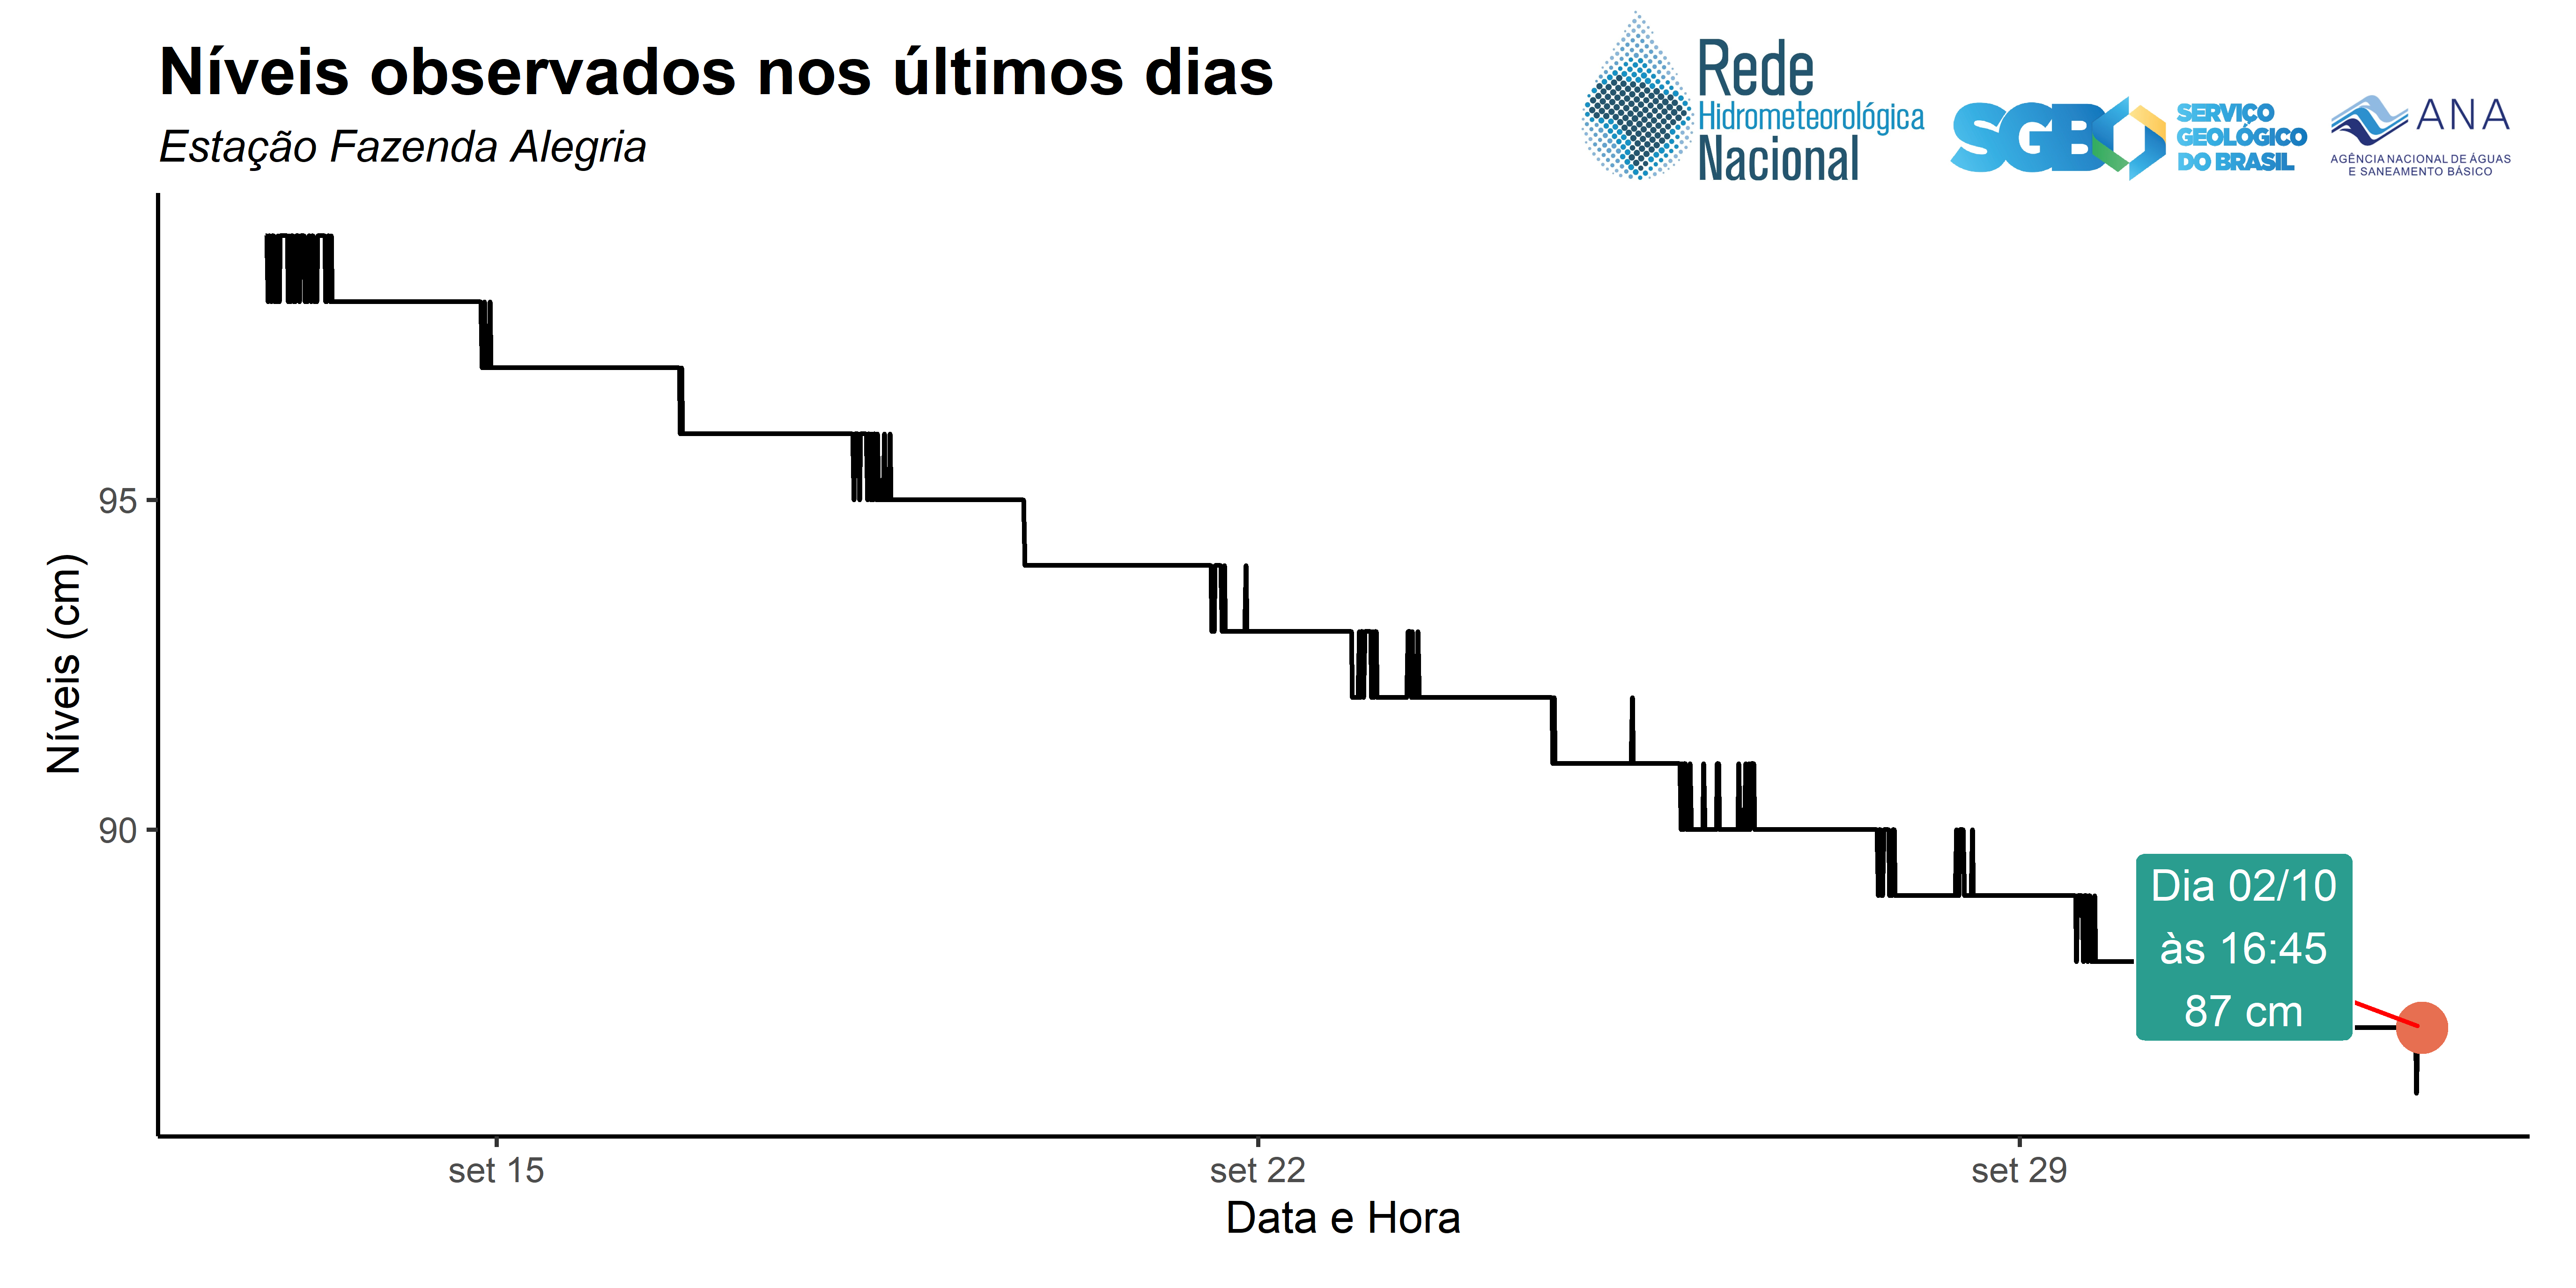 Níveis observados nos últimos dias
Estação Fazenda Alegria
Rede
Hidrometeorológica
Nacional
SGB
SERVIÇO
GEOLÓGICO
DO BRASIL
ANA
AGÊNCIA NACIONAL DE ÁGUAS
E SANEAMENTO BÁSICO
Níveis (cm)
95
90
Dia 02/10
às 16:45
87 cm
set 15
set 22
set 29
Data e Hora